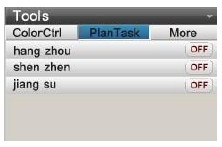 Tools
ColorCtrl PlanTask More
hang zhou OFF
shen zhen OFF
jiang su OFF